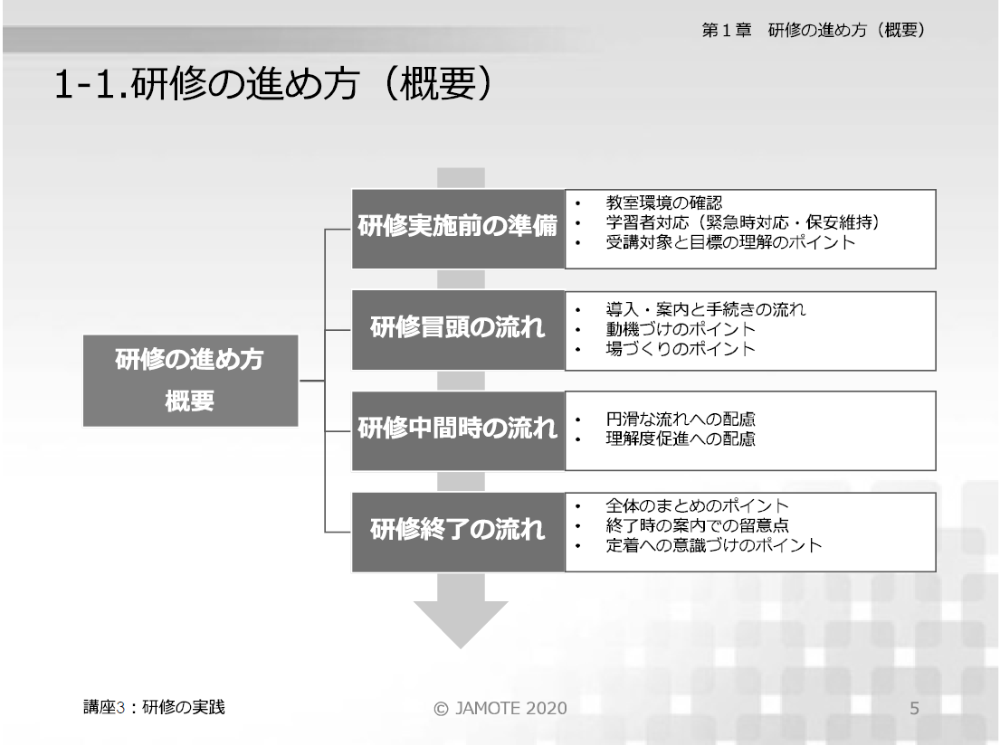 第１章　研修の進め方（概要）
1-1.研修の進め方（概要）
研修の進め方
概要
研修実施前の準備
• 教室環境の確認
• 学習者対応（緊急時対応・保安維持）
• 受講対象と目標の理解のポイント
研修冒頭の流れ
• 導入・案内と手続きの流れ
• 動機づけのポイント
• 場づくりのポイント
研修中間時の流れ
• 円滑な流れへの配慮
• 理解度促進への配慮
研修終了の流れ
• 全体のまとめのポイント
• 終了時の案内での留意点
• 定着への意識づけのポイント
講座3：研修の実践
© JAMOTE 2020
5